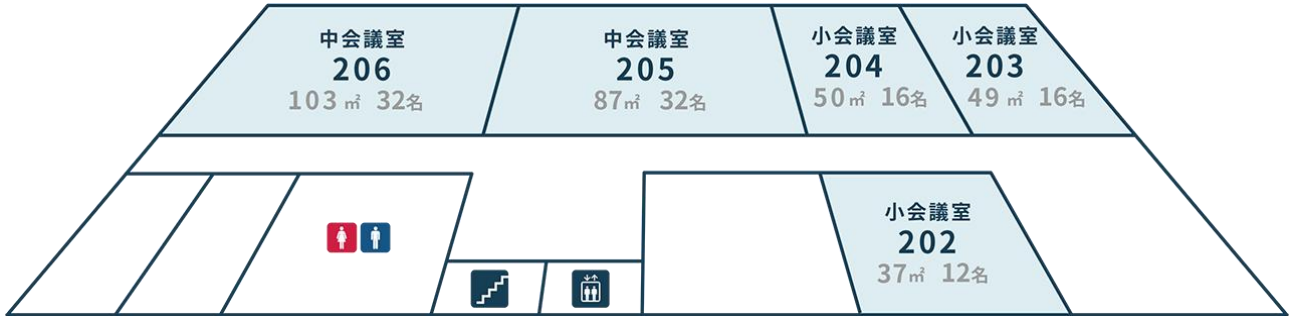 中会議室
206
103㎡ 32名
中会議室
205
87㎡ 32名
小会議室
204
50㎡ 16名
小会議室
203
49㎡ 16名
小会議室
202
37㎡ 12名